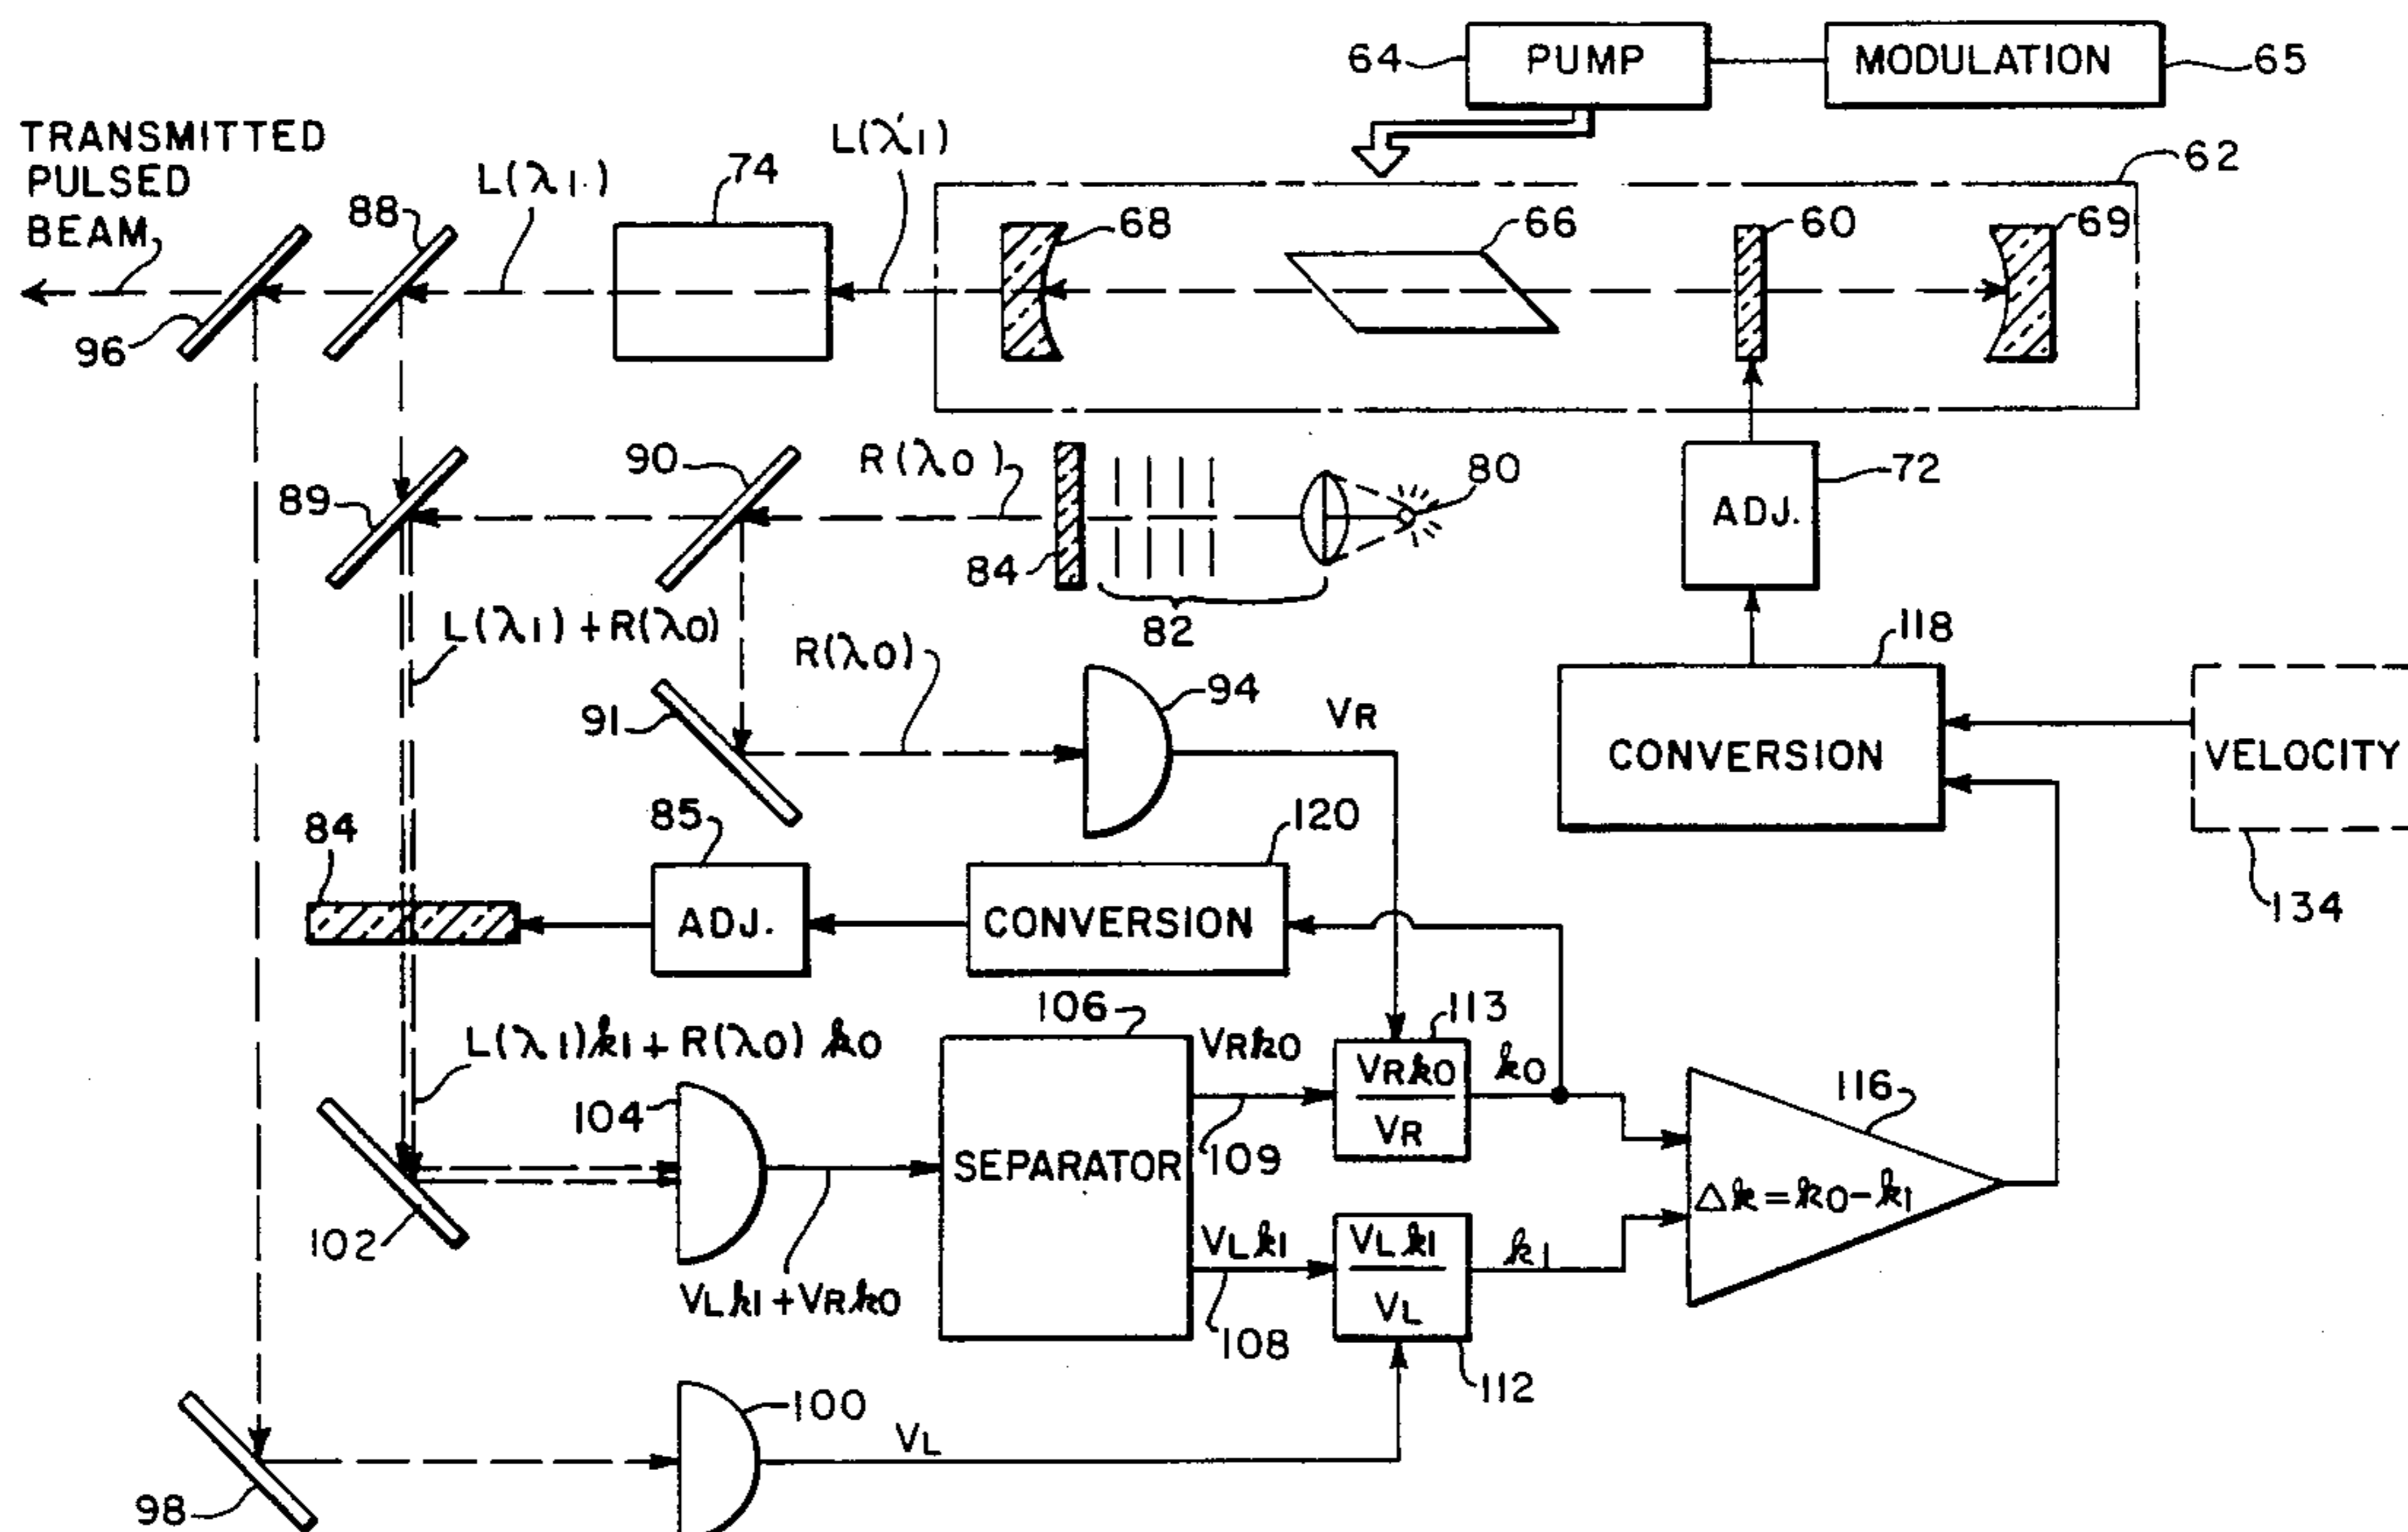 64
PUMP
MODULATION
65
TRANSMITTED
PULSED
BEAM
88
L(λ1)
74
L(λ'1)
62
68
66
60
69
96
89
90
R(λ0)
84
82
80
ADJ.
72
L(λ1)+R(λ0)
R(λ0)
91
94
VR
118
CONVERSION
VELOCITY
134
84
85
ADJ.
120
CONVERSION
L(λ1)k1+R(λ0) k0
106
VRk0
113
VRk0
VR
k0
116
104
SEPARATOR
109
Δk=k0-k1
102
VLk1+VRk0
VLk1
108
VLk1
VL
k1
112
100
VL
98